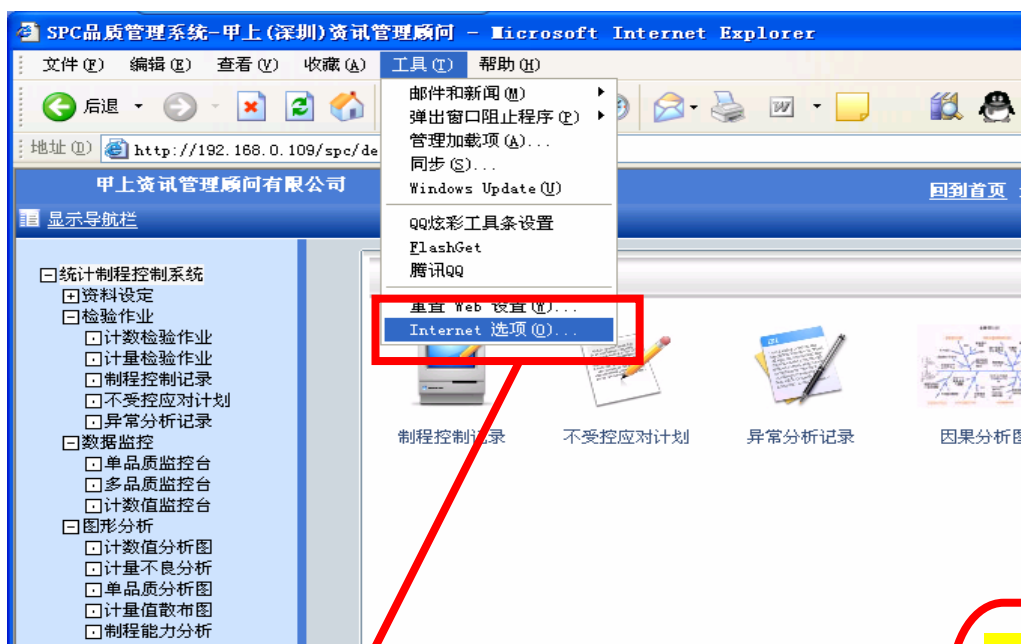 SPC品质管理系统-甲上(深圳)资讯管理顾问 - Microsoft Internet Explorer
文件(F) 编辑(E) 查看(V) 收藏(A) 工具(T) 帮助(H)
后退
地址(D) http://192.168.0.109/spc/de
邮件和新闻(M)
弹出窗口阻止程序(P)
管理加载项(A)...
同步(S)...
Windows Update(U)
QQ炫彩工具条设置
FlashGet
腾讯QQ
重置 Web 设置(W)...
Internet 选项(O)...
甲上资讯管理顾问有限公司
回到首页
显示导航栏
统计制程控制系统
资料设定
检验作业
计数检验作业
计量检验作业
制程控制记录
不受控应对计划
异常分析记录
数据监控
单品质监控台
多品质监控台
计数值监控台
图形分析
计数值分析图
计量不良分析
单品质分析图
计量值散布图
制程能力分析
制程控制记录 不受控应对计划 异常分析记录 因果分析图